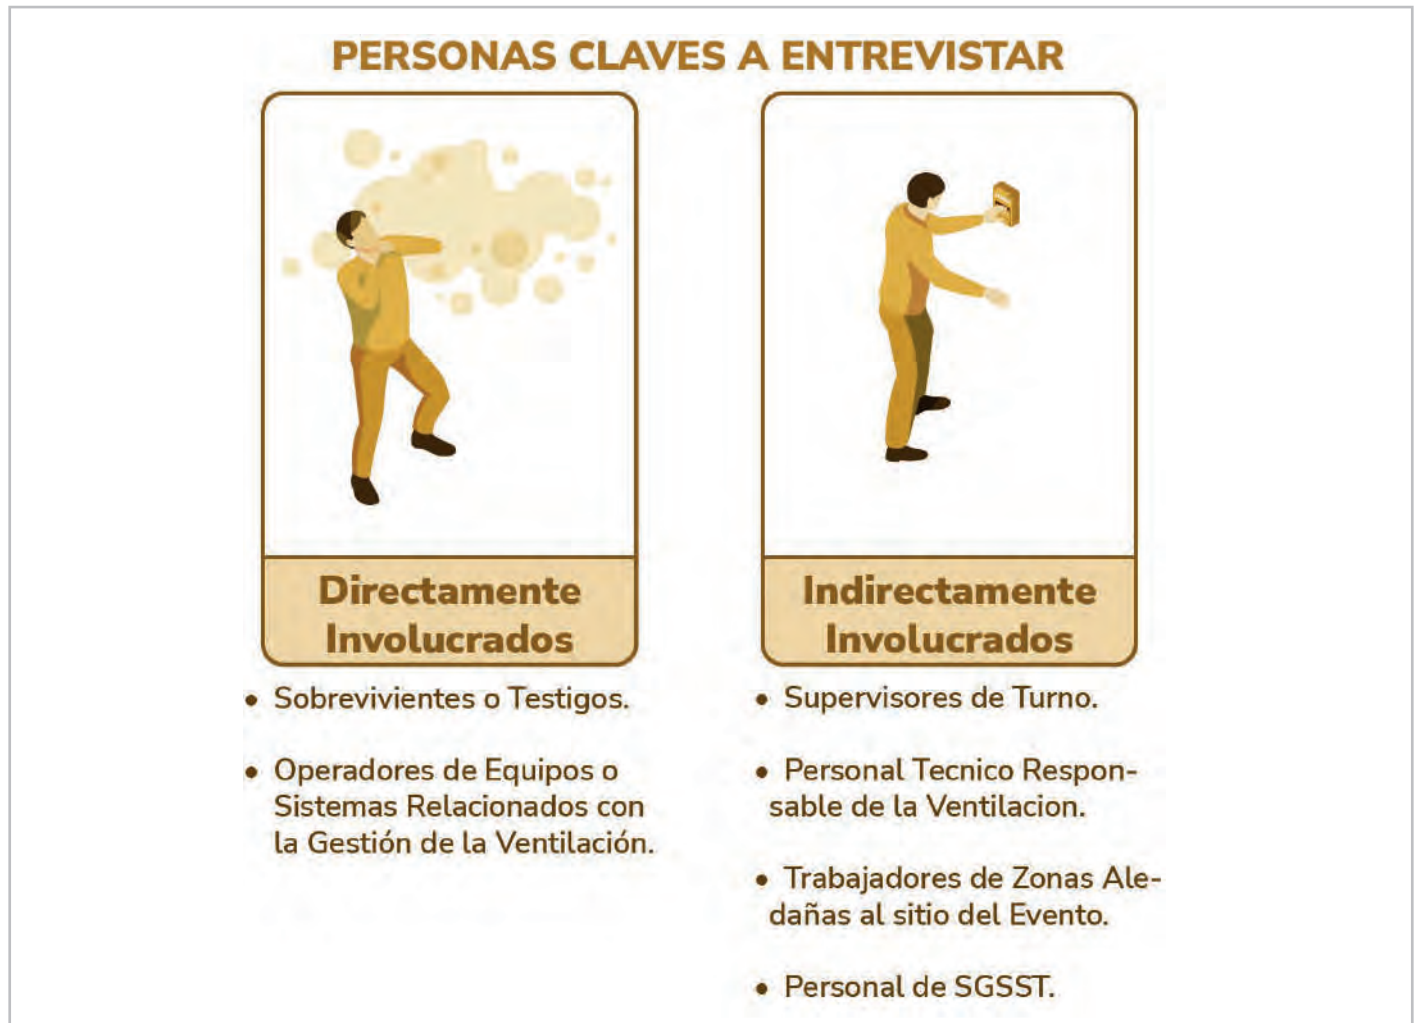 PERSONAS CLAVES A ENTREVISTAR
Directamente
Involucrados
• Sobrevivientes o Testigos.
• Operadores de Equipos o
Sistemas Relacionados con
la Gestión de la Ventilación.
Indirectamente
Involucrados
• Supervisores de Turno.
• Personal Tecnico Respon-
sable de la Ventilacion.
• Trabajadores de Zonas Ale-
dañas al sitio del Evento.
• Personal de SGSST.